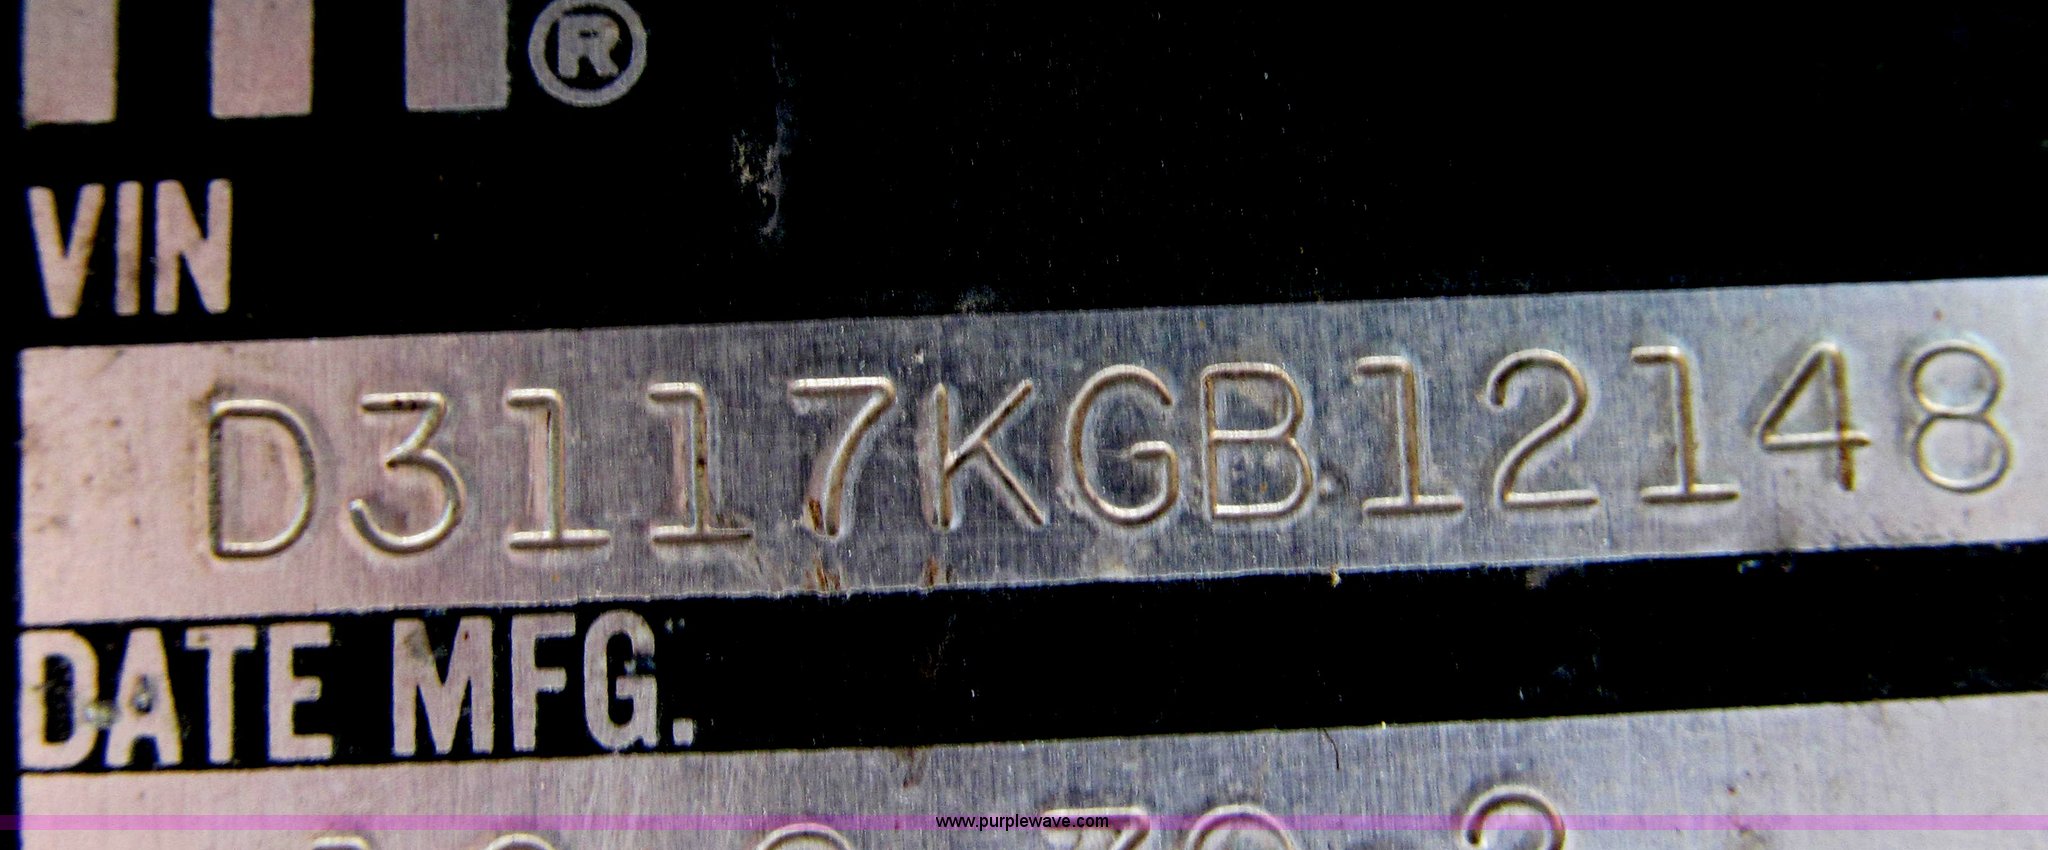 ®
VIN
D3117KGB12148
DATE MFG.
www.purplewave.com